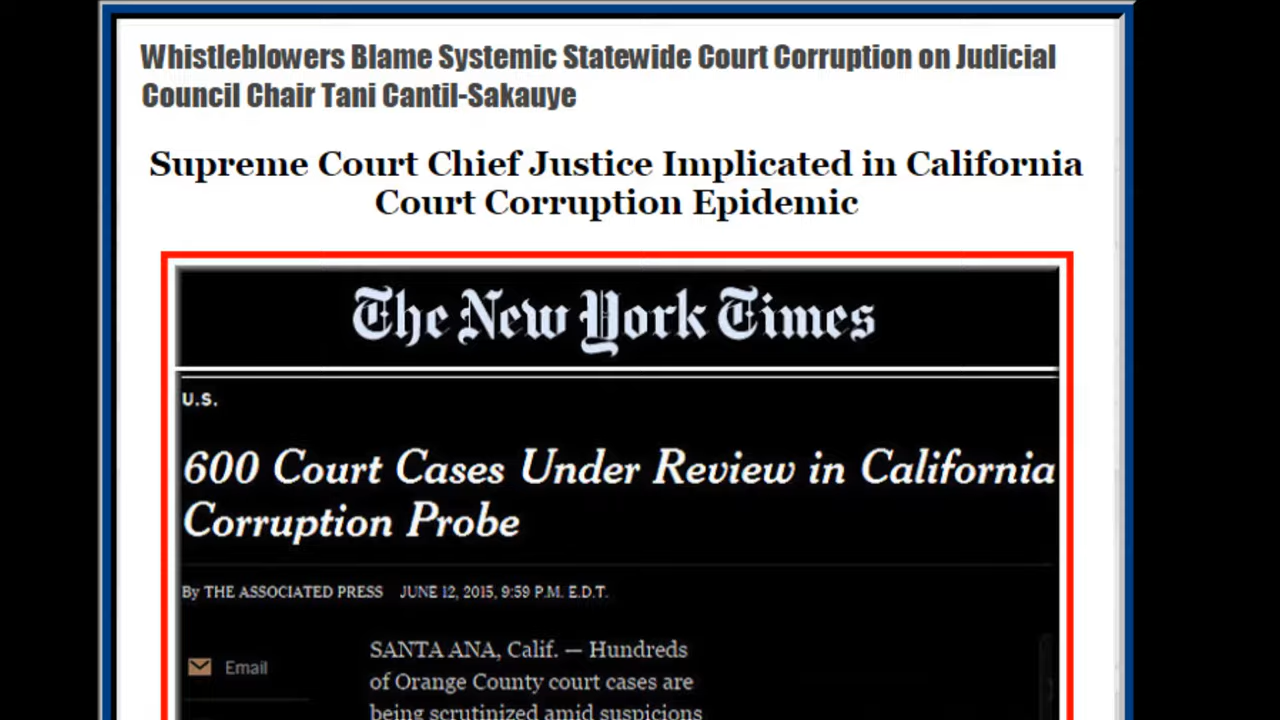 Whistleblowers Blame Systemic Statewide Court Corruption on Judicial
Council Chair Tani Cantil-Sakauye
Supreme Court Chief Justice Implicated in California
Court Corruption Epidemic
The New York Times
U.S.
600 Court Cases Under Review in California
Corruption Probe
By THE ASSOCIATED PRESS JUNE 12, 2015, 9:59 P.M. E.D.T.
Email
SANTA ANA, Calif. — Hundreds
of Orange County court cases are
being scrutinized amid suspicions